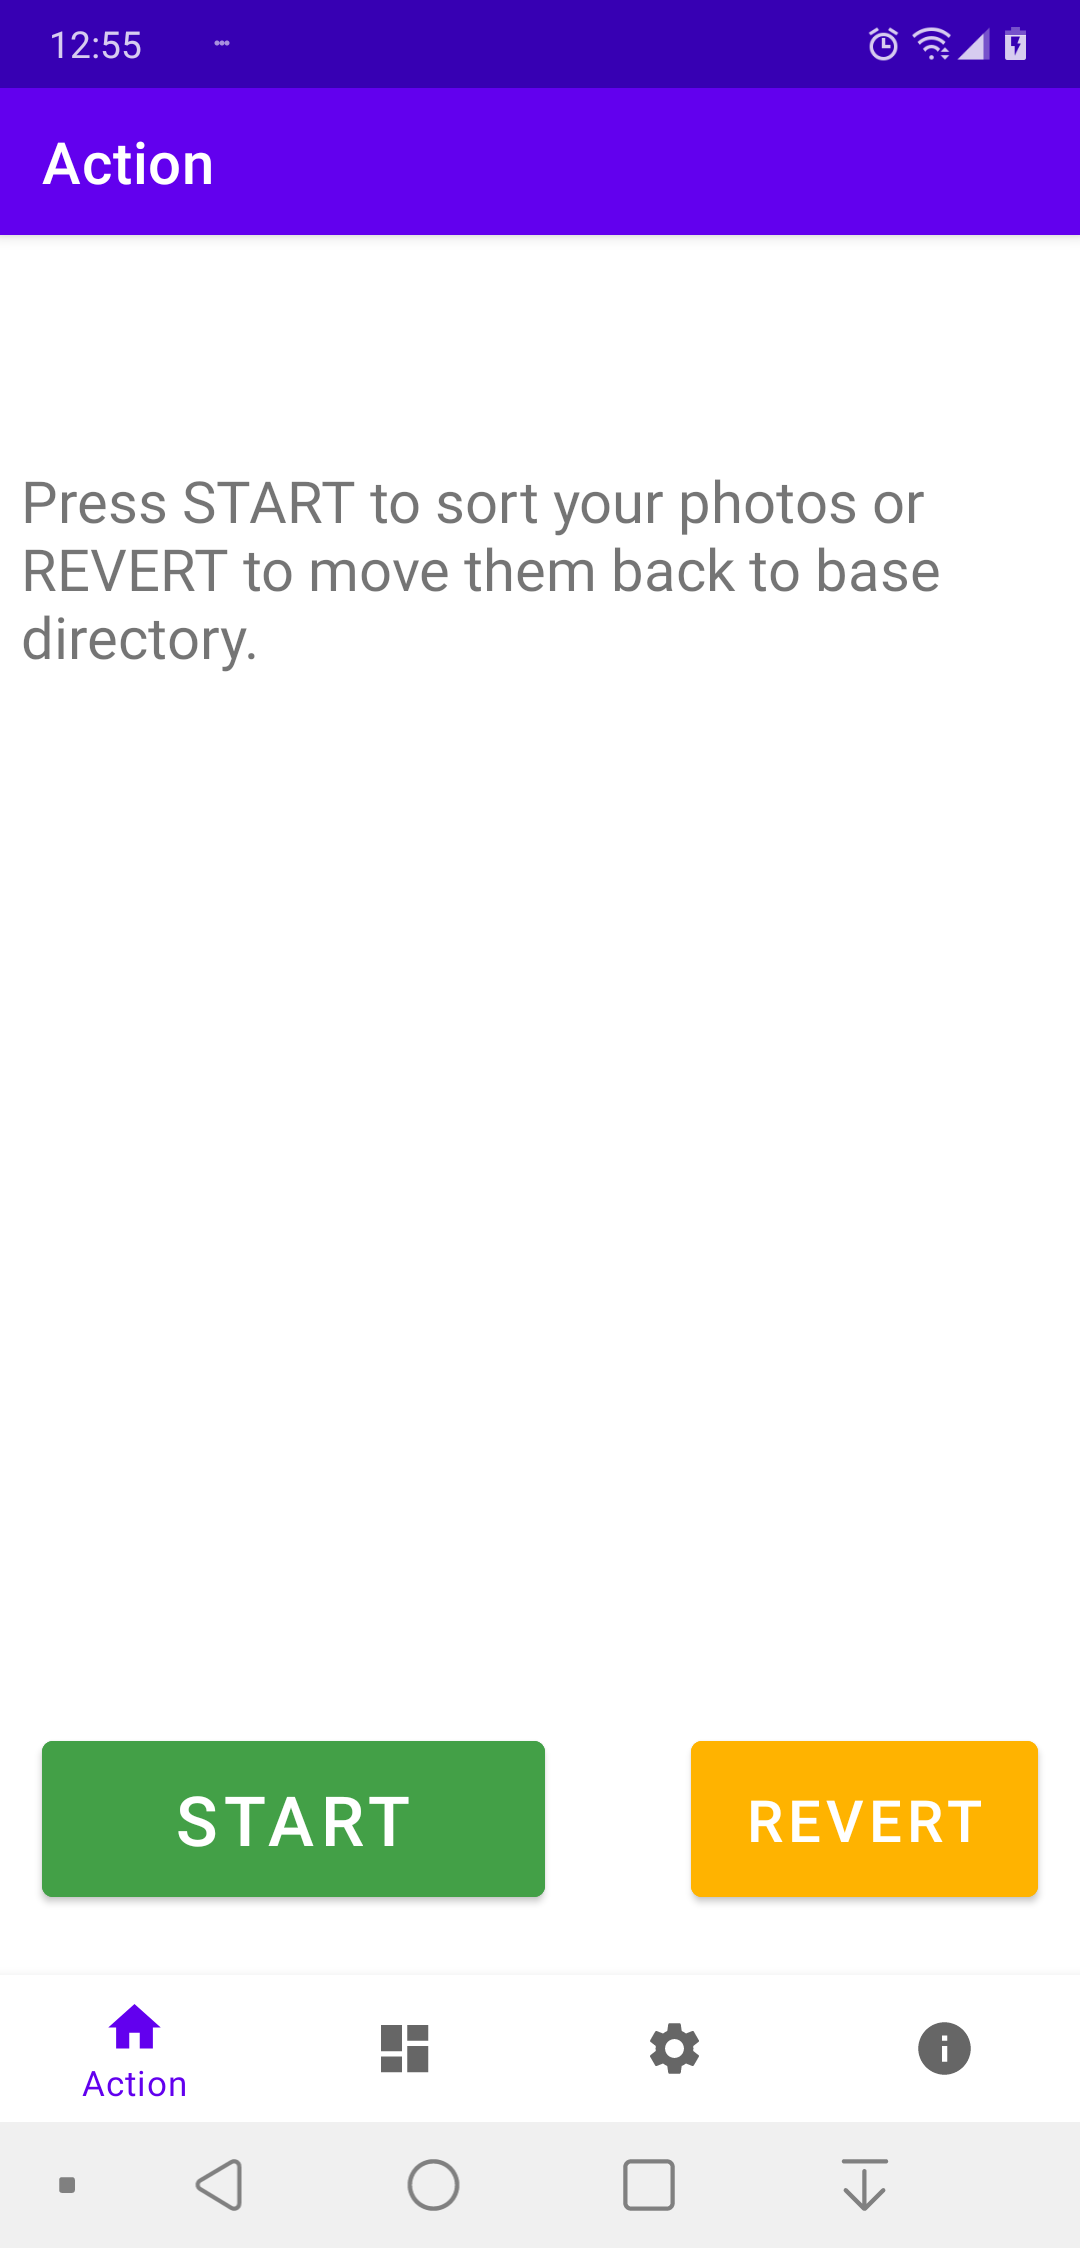 12:55
Action
Press START to sort your photos or
REVERT to move them back to base
directory.
START
REVERT
Action